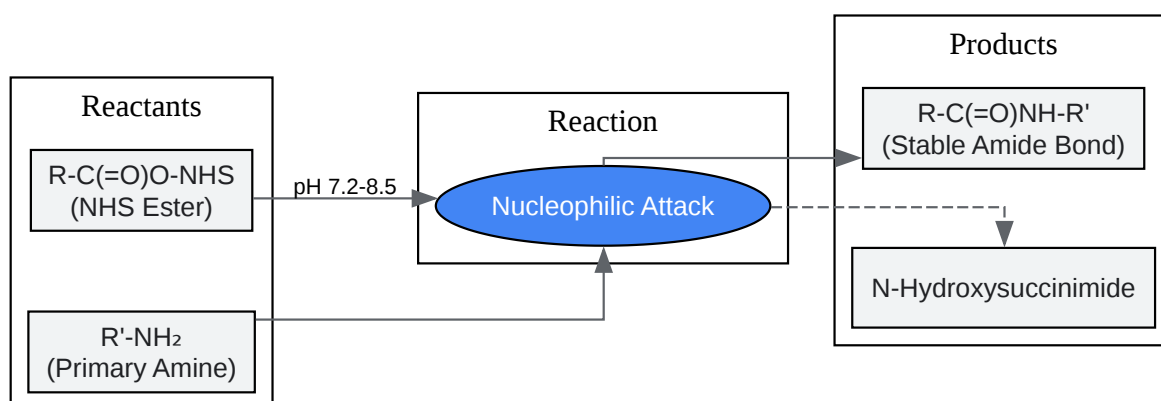 Reactants
R-C(=O)O-NHS
(NHS Ester)
R'-NH₂
(Primary Amine)
pH 7.2-8.5
Reaction
Nucleophilic Attack
Products
R-C(=O)NH-R'
(Stable Amide Bond)
N-Hydroxysuccinimide